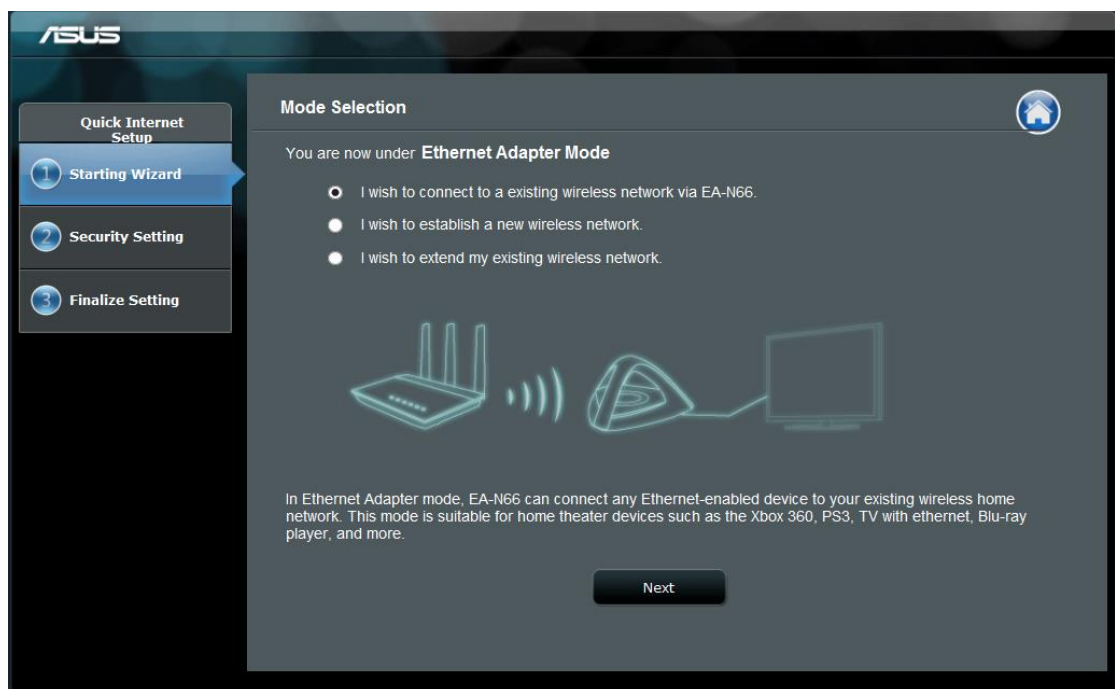 ASUS
Quick Internet
Setup
1 Starting Wizard
2 Security Setting
3 Finalize Setting
Mode Selection
You are now under Ethernet Adapter Mode
I wish to connect to a existing wireless network via EA-N66.
I wish to establish a new wireless network.
I wish to extend my existing wireless network.
In Ethernet Adapter mode, EA-N66 can connect any Ethernet-enabled device to your existing wireless home
network. This mode is suitable for home theater devices such as the Xbox 360, PS3, TV with ethernet, Blu-ray
player, and more.
Next